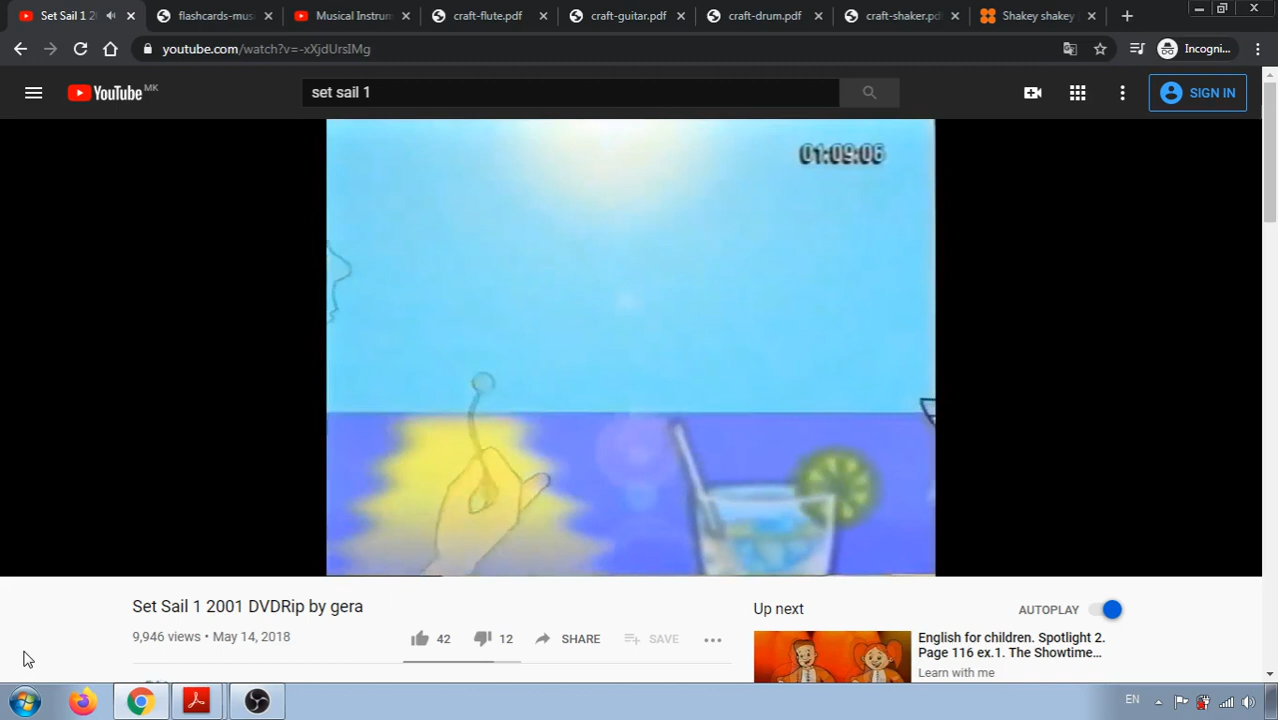 Set Sail 1 2
flashcards-mus
Musical Instrum
craft-flute.pdf
craft-guitar.pdf
craft-drum.pdf
craft-shaker.pdf
Shakey shakey
youtube.com/watch?v=-xXjdUrsIMg
Incogni...
YouTube MK
set sail 1
SIGN IN
01:09:06
Set Sail 1 2001 DVDRip by gera
9,946 views • May 14, 2018
42
12
SHARE
SAVE
Up next
AUTOPLAY
English for children. Spotlight 2.
Page 116 ex.1. The Showtime...
Learn with me
EN